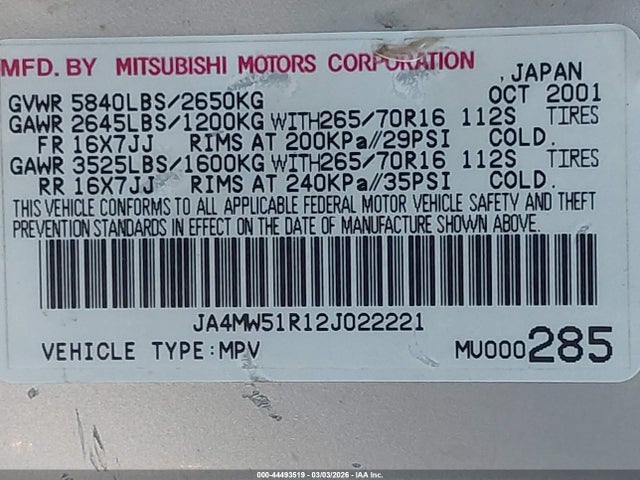 MFD. BY MITSUBISHI MOTORS CORPORATION
, JAPAN
GVWR 5840LBS/2650KG OCT 2001
GAWR 2645LBS/1200KG WITH265/70R16 112S TIRES
FR 16X7JJ RIMS AT 200KPa//29PSI COLD.
GAWR 3525LBS/1600KG WITH265/70R16 112S TIRES
RR 16X7JJ RIMS AT 240KPa//35PSI COLD.
THIS VEHICLE CONFORMS TO ALL APPLICABLE FEDERAL MOTOR VEHICLE SAFETY AND THEFT
PREVENTION STANDARDS IN EFFECT ON THE DATE OF MANUFACTURE SHOWN ABOVE.
JA4MW51R12J022221
VEHICLE TYPE:MPV MU000285
000-44493519 - 03/03/2026 - IAA Inc.